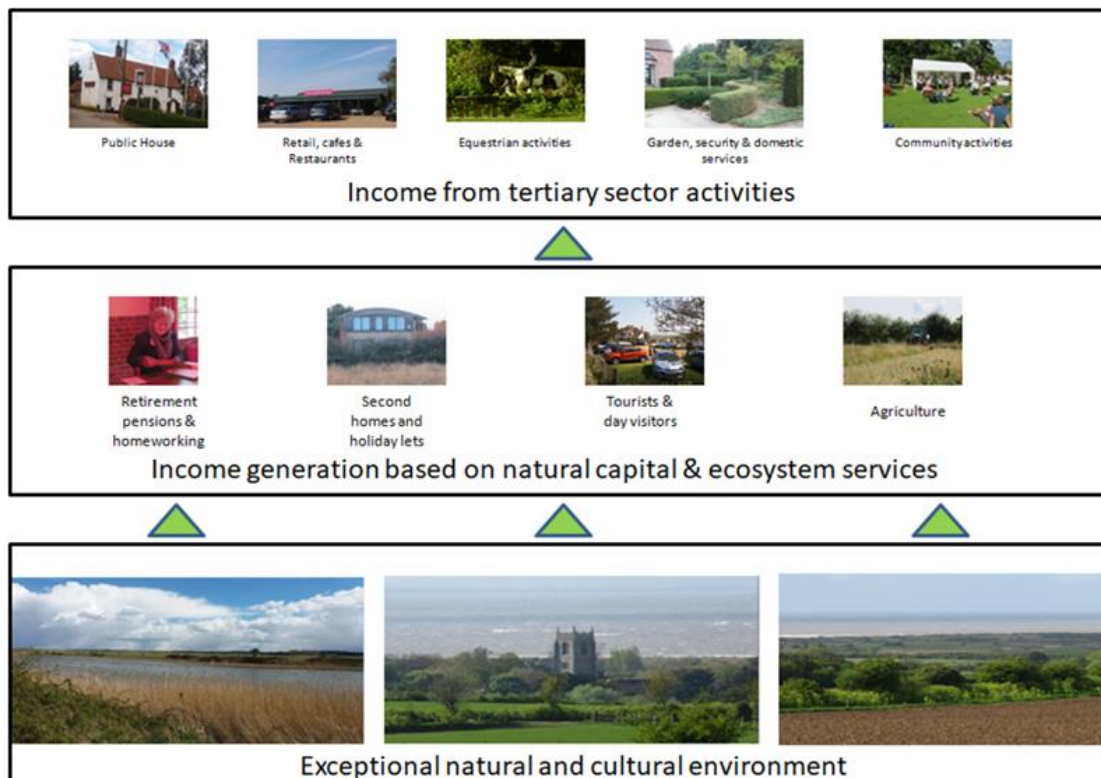 Public House
Retail, cafes &
Restaurants
Equestrian activities
Garden, security & domestic
services
Community activities
Income from tertiary sector activities
Retirement
pensions &
homeworking
Second
homes and
holiday lets
Tourists &
day visitors
Agriculture
Income generation based on natural capital & ecosystem services
Exceptional natural and cultural environment